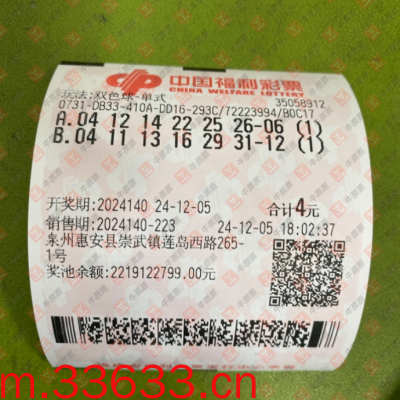 中国福利彩票
CHINA WELFARE LOTTERY
玩法:双色球-单式
35058912
0731-DB33-410A-DD16-293C/72223994/B0C17
A.04 12 14 22 25 26-06 (1)
B.04 11 13 16 29 31-12 (1)
开奖期:2024140 24-12-05 合计4元
销售期:2024140-223 24-12-05 18:02:37
泉州惠安县崇武镇莲岛西路265-
1号
奖池余额:2219122799.00元
m.33633.cn